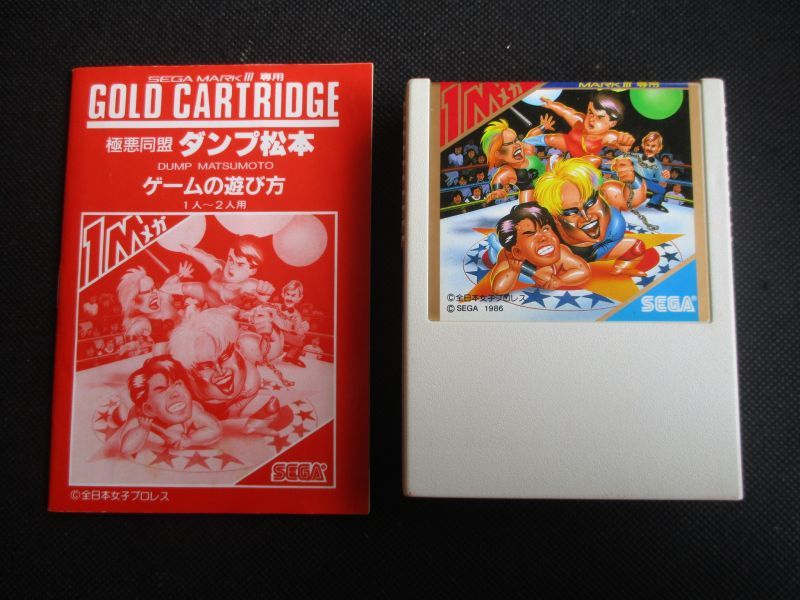 SEGA MARK III 専用
GOLD CARTRIDGE
極悪同盟 ダンプ松本
DUMP MATSUMOTO
ゲームの遊び方
1人〜2人用
1Mメガ
SEGA®
©全日本女子プロレス
1Mメガ
MARK III 専用
©全日本女子プロレス
©SEGA 1986
SEGA®